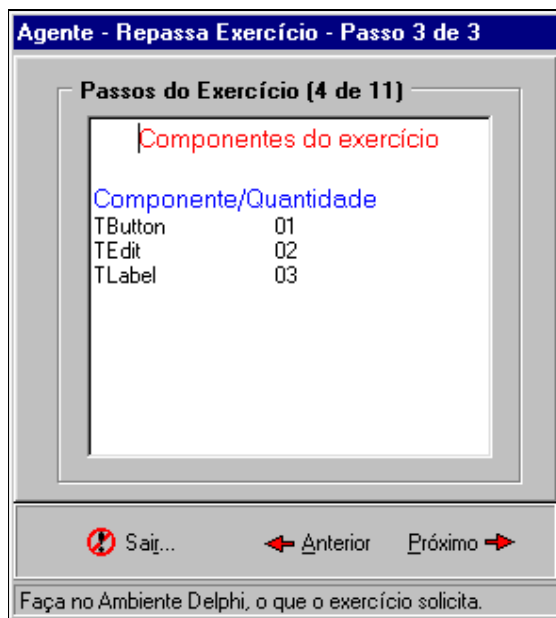 Agente - Repassa Exercício - Passo 3 de 3
Passos do Exercício (4 de 11)
Componentes do exercício
Componente/Quantidade
TButton 01
TEdit 02
TLabel 03
Sair... Anterior Próximo
Faça no Ambiente Delphi, o que o exercício solicita.